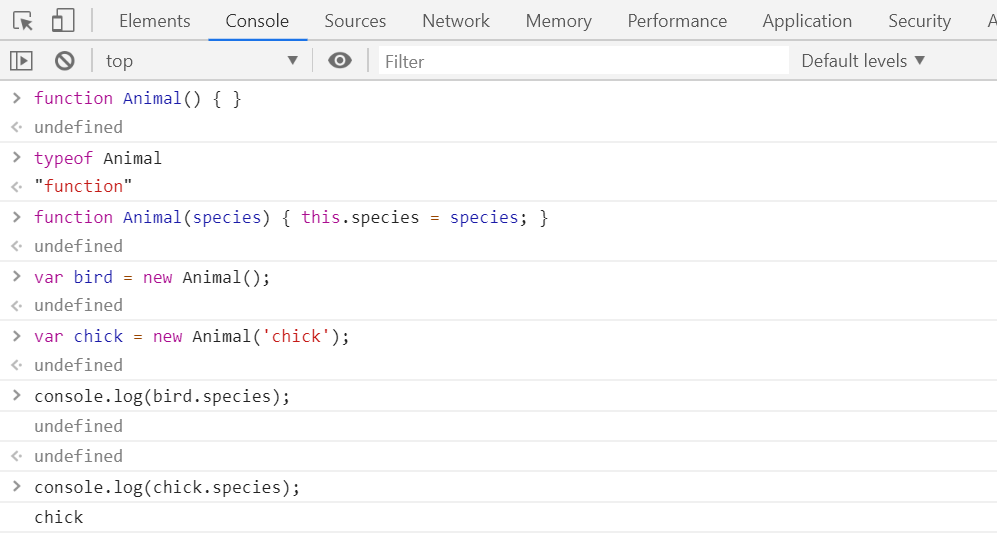 Elements Console Sources Network Memory Performance Application Security A
top ▼ Filter Default levels ▼
> function Animal() { }
<· undefined
> typeof Animal
<· "function"
> function Animal(species) { this.species = species; }
<· undefined
> var bird = new Animal();
<· undefined
> var chick = new Animal('chick');
<· undefined
> console.log(bird.species);
undefined
<· undefined
> console.log(chick.species);
chick